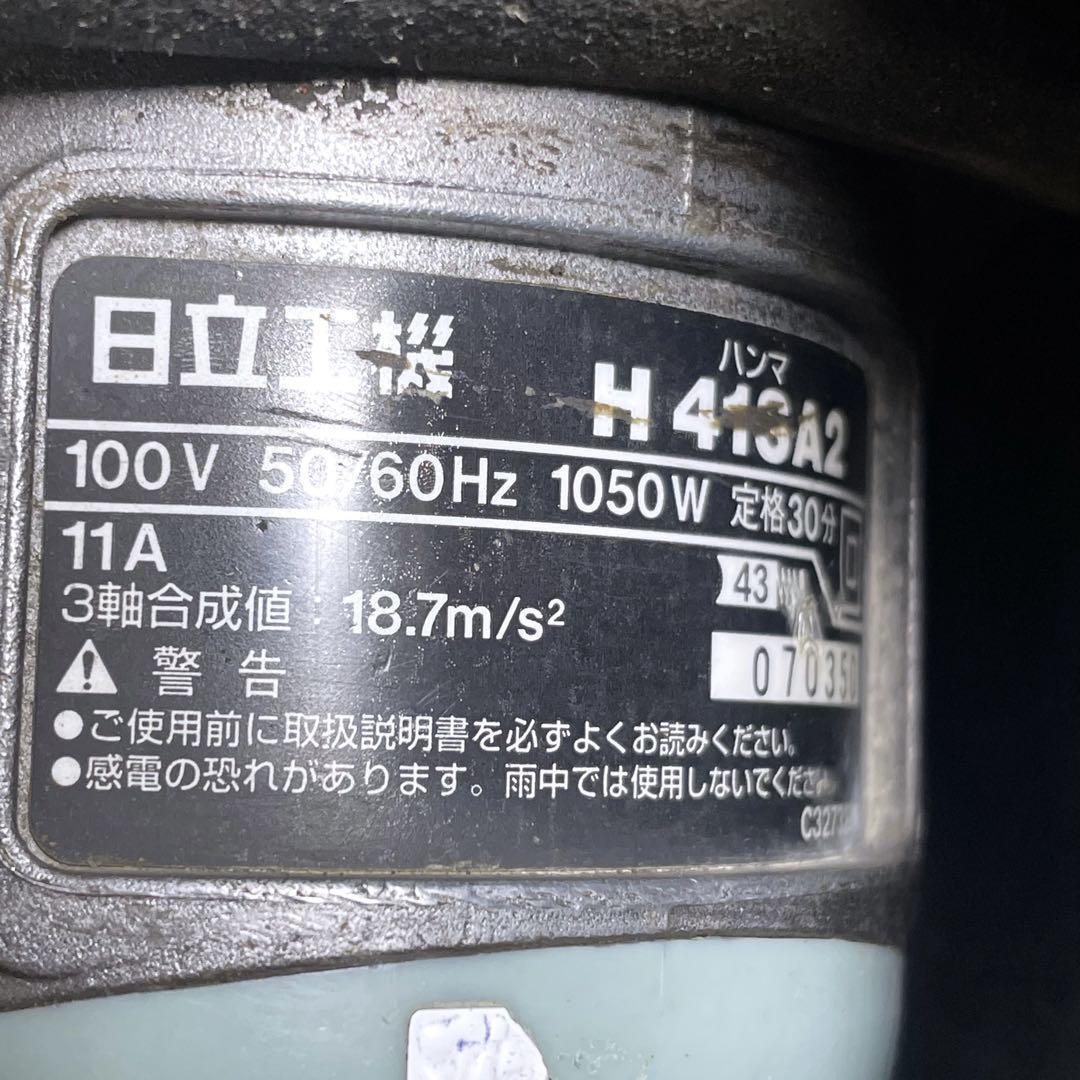 日立工機
ハンマ
H 41SA2
100V 50/60Hz 1050W 定格30分
11A
43
3軸合成値：18.7m/s²
070350
警告
●ご使用前に取扱説明書を必ずよくお読みください。
●感電の恐れがあります。雨中では使用しないでください。